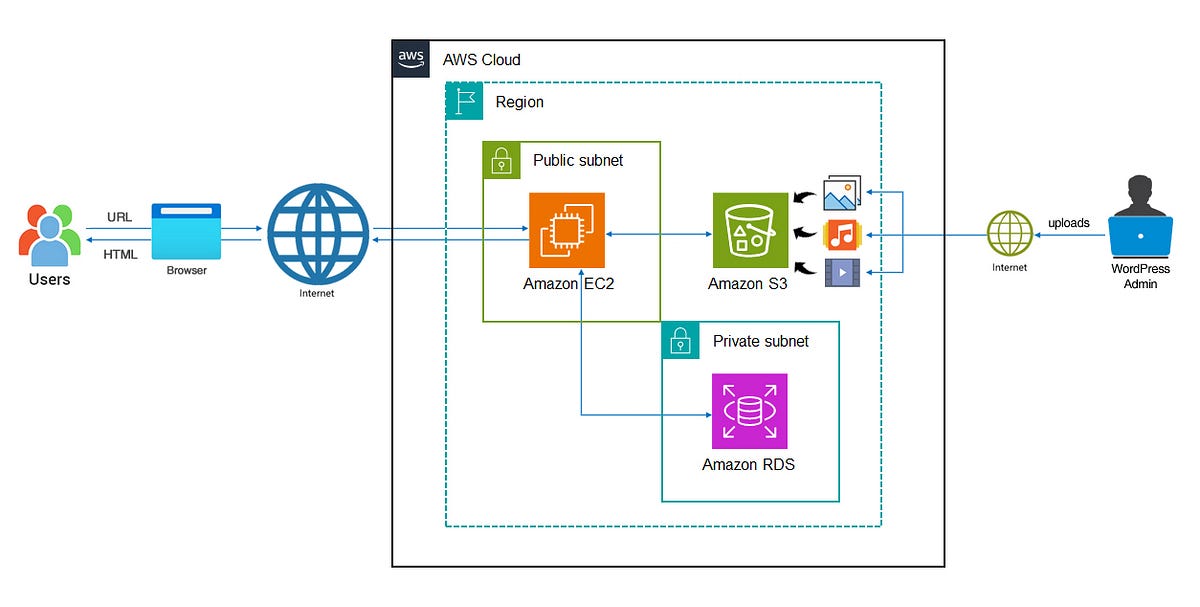 aws
AWS Cloud
Region
Public subnet
Amazon EC2
Amazon S3
Private subnet
Amazon RDS
URL
HTML
Users
Browser
Internet
uploads
Internet
WordPress
Admin